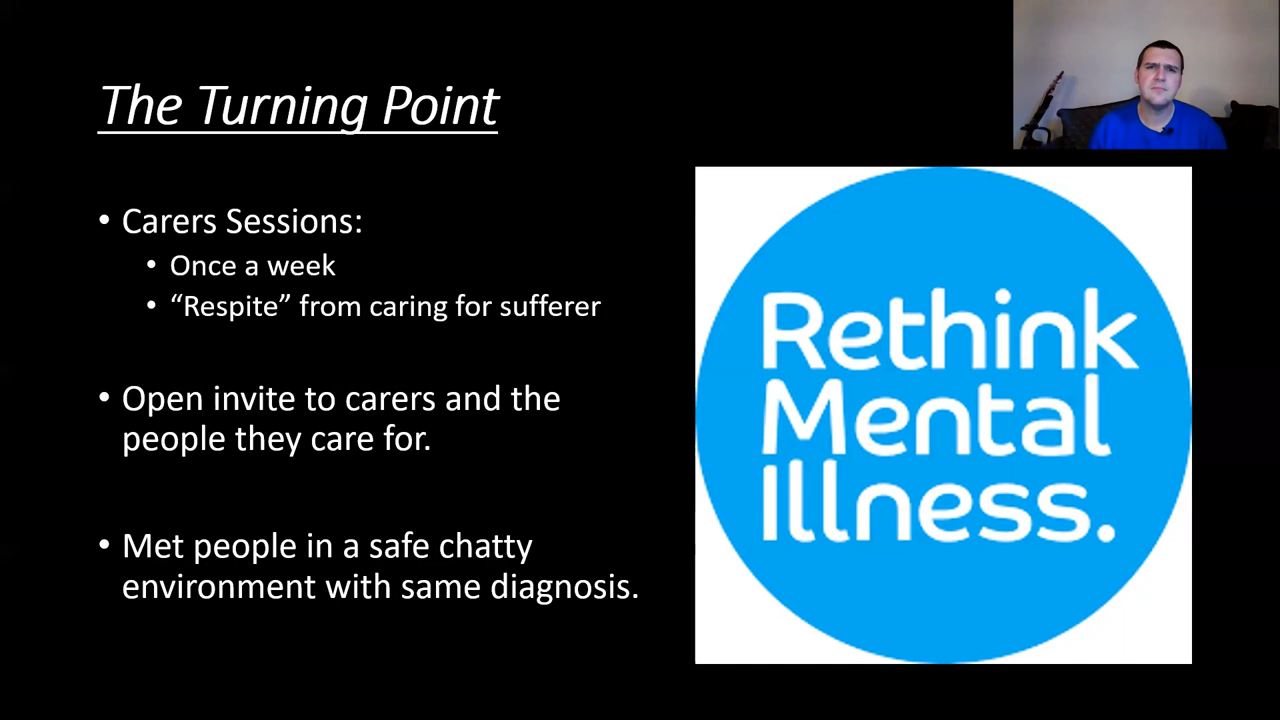 The Turning Point
• Carers Sessions:
• Once a week
• “Respite” from caring for sufferer
• Open invite to carers and the
people they care for.
• Met people in a safe chatty
environment with same diagnosis.
Rethink
Mental
Illness.